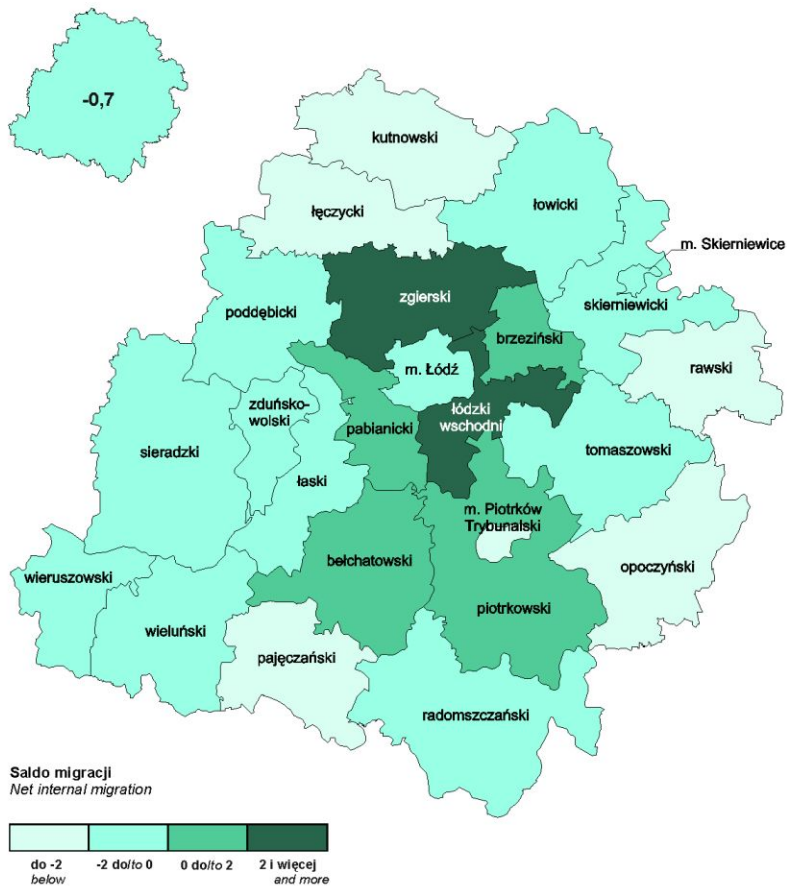 -0,7
kutnowski
łęczycki
łowicki
m. Skierniewice
zgierski
skierniewicki
poddębicki
brzeziński
m. Łódź
rawski
zduńsko-
wolski
łódzki
wschodni
pabianicki
sieradzki
tomaszowski
łaski
m. Piotrków
Trybunalski
bełchatowski
opoczyński
wieruszowski
piotrkowski
wieluński
pajęczański
radomszczański
Saldo migracji
Net internal migration
do -2
below
-2 do/to 0
0 do/to 2
2 i więcej
and more